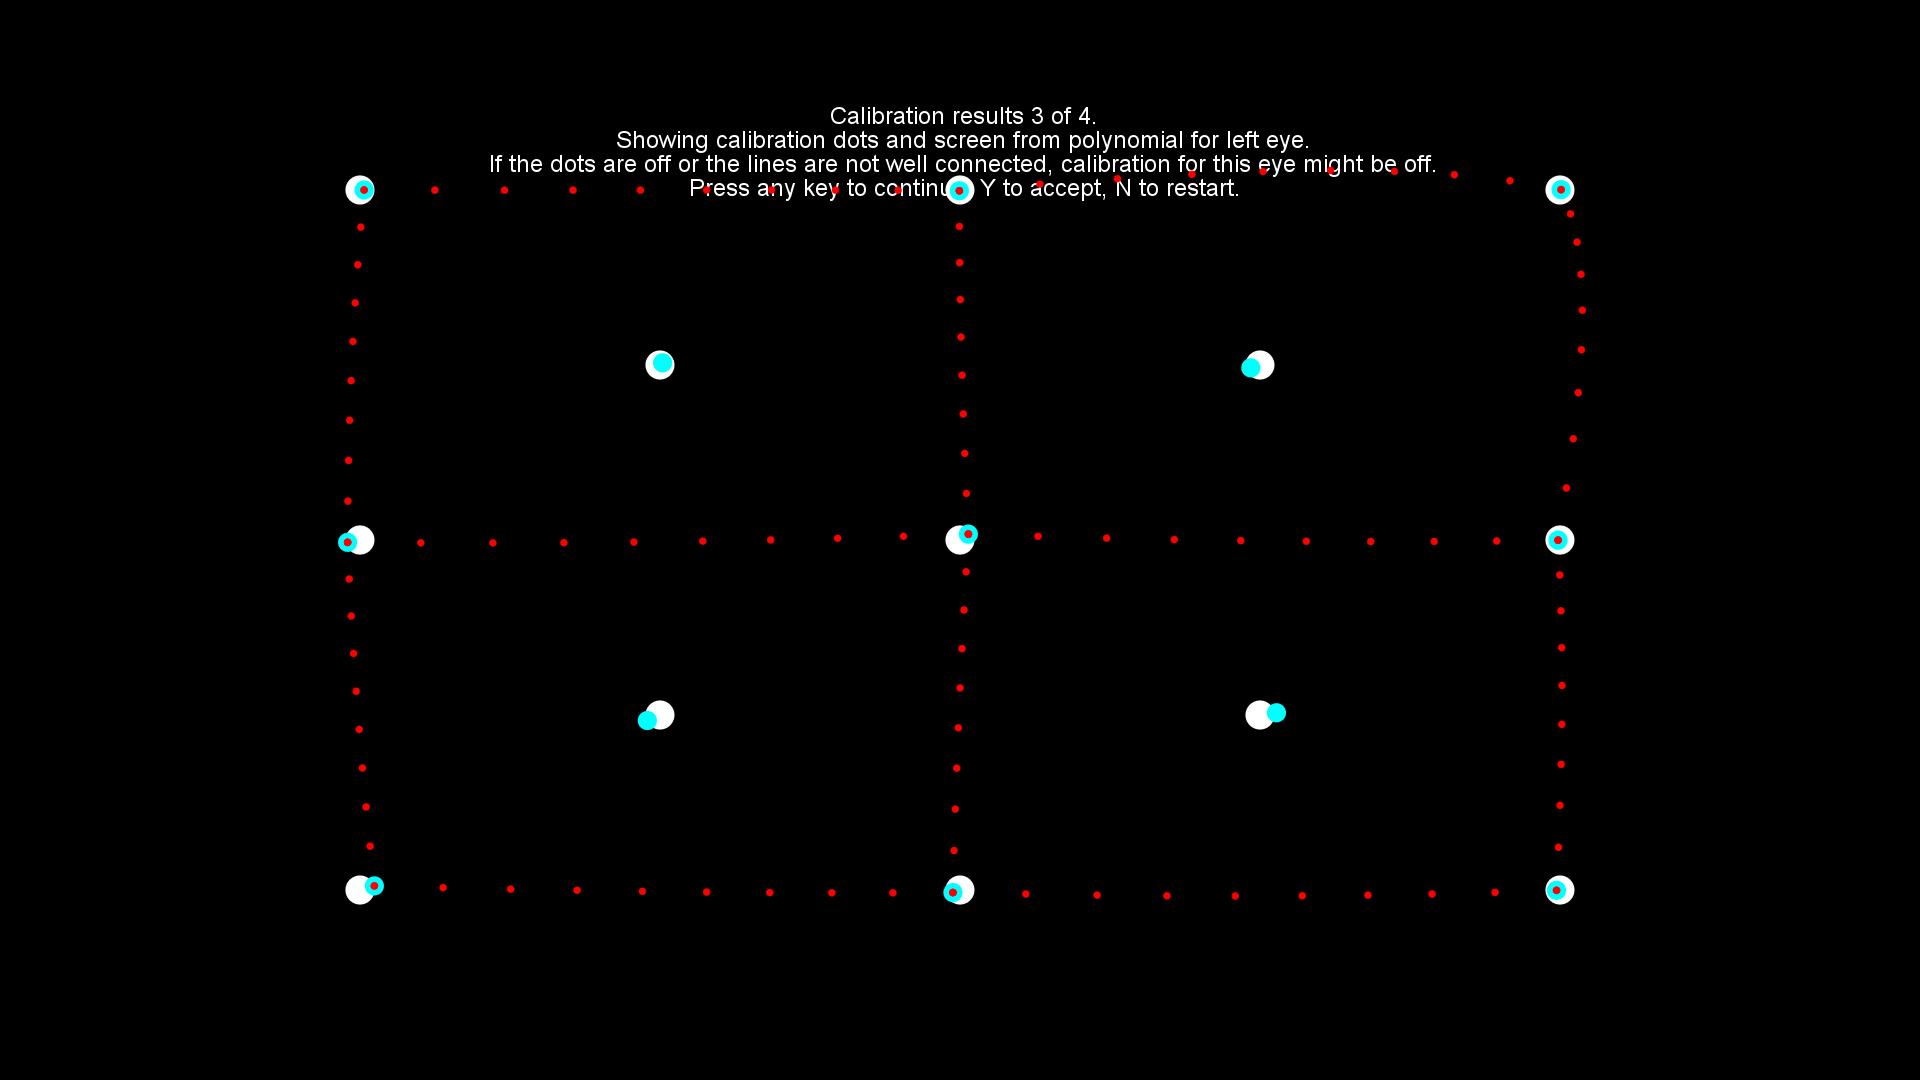 Calibration results 3 of 4.
Showing calibration dots and screen from polynomial for left eye.
If the dots are off or the lines are not well connected, calibration for this eye might be off.
Press any key to continue, Y to accept, N to restart.